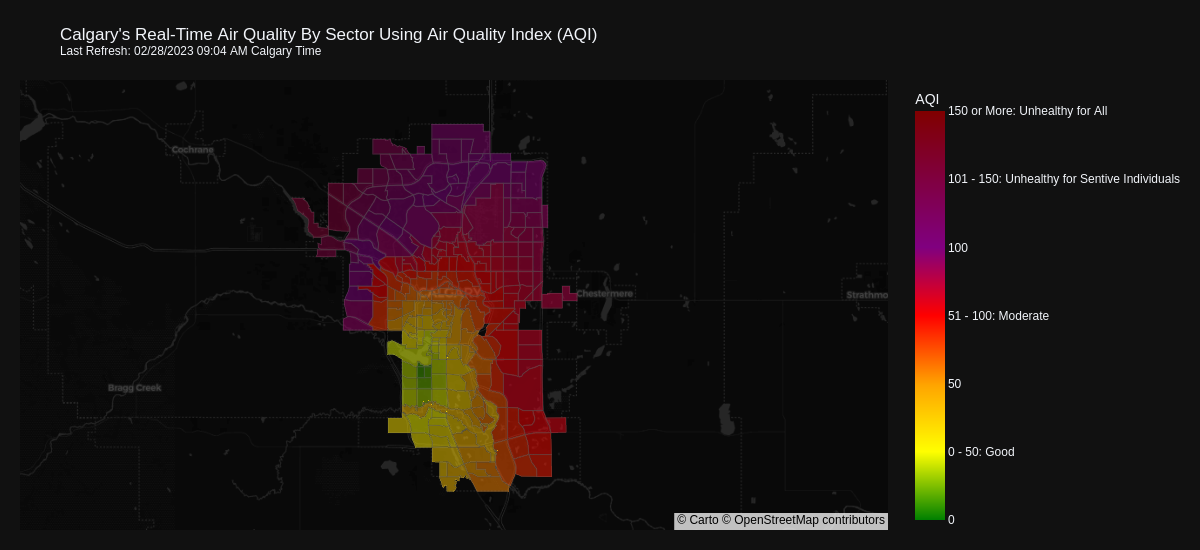 Calgary's Real-Time Air Quality By Sector Using Air Quality Index (AQI)
Last Refresh: 02/28/2023 09:04 AM Calgary Time
AQI
150 or More: Unhealthy for All
Cochrane
101 - 150: Unhealthy for Sentive Individuals
100
CALGARY
Chestermere
Strathmo
51 - 100: Moderate
50
Bragg Creek
0 - 50: Good
0
© Carto © OpenStreetMap contributors